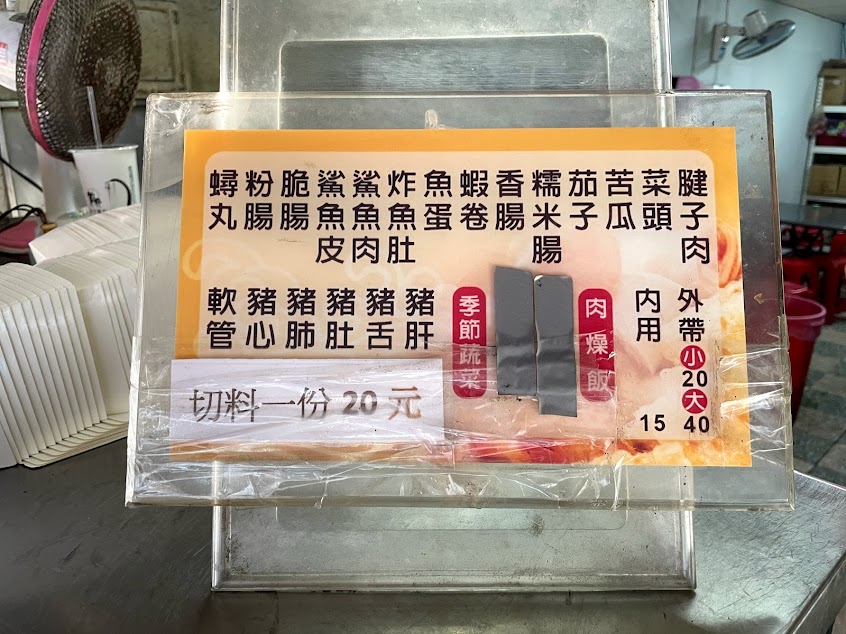 腱子肉
菜頭
苦瓜
茄子
糯米腸
香腸
蝦卷
魚蛋
炸魚肚
鯊魚肉
鯊魚皮
脆腸
粉腸
蟳丸
肉燥飯
內用 15
外帶 小 20 大 40
季節蔬菜
豬肝
豬舌
豬肚
豬肺
豬心
軟管
切料一份 20 元